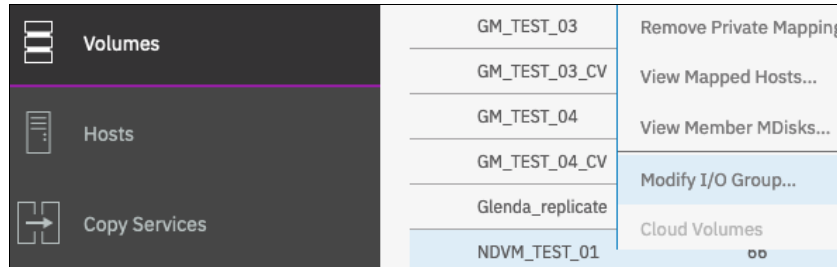 Volumes
Hosts
Copy Services
GM_TEST_03
GM_TEST_03_CV
GM_TEST_04
GM_TEST_04_CV
Glenda_replicate
NDVM_TEST_01
66
Remove Private Mapping
View Mapped Hosts...
View Member MDisks...
Modify I/O Group...
Cloud Volumes